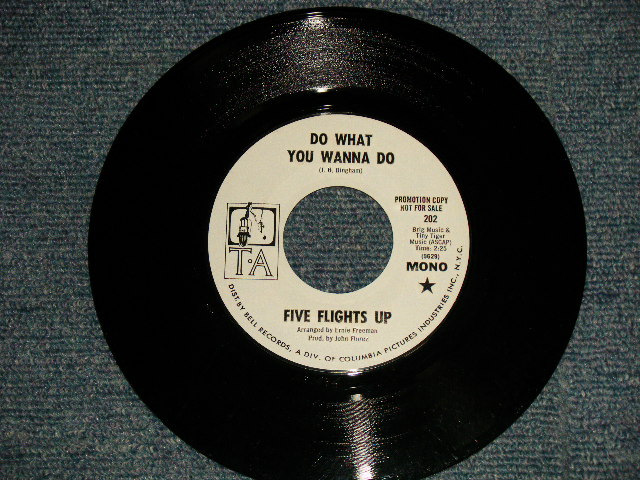 DO WHAT
YOU WANNA DO
(J. B. Bingham)
PROMOTION COPY
NOT FOR SALE
202
Brig Music &
Tiny Tiger
Music (ASCAP)
Time: 2:25
(9629)
MONO
T·A
FIVE FLIGHTS UP
Arranged by Ernie Freeman
Prod. by John Florez
DIST. BY BELL RECORDS, A DIV. OF COLUMBIA PICTURES INDUSTRIES INC., N.Y.C.